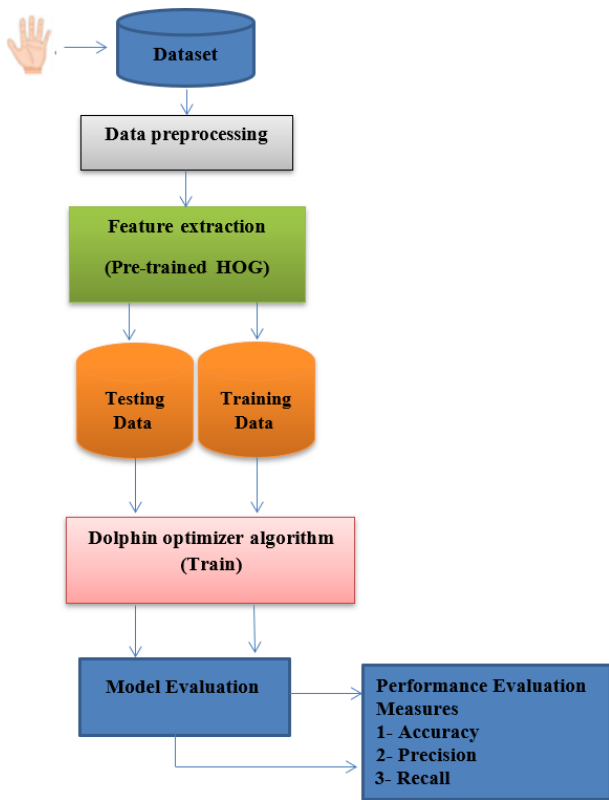 Dataset
Data preprocessing
Feature extraction
(Pre-trained HOG)
Testing
Data
Training
Data
Dolphin optimizer algorithm
(Train)
Model Evaluation
Performance Evaluation
Measures
1- Accuracy
2- Precision
3- Recall